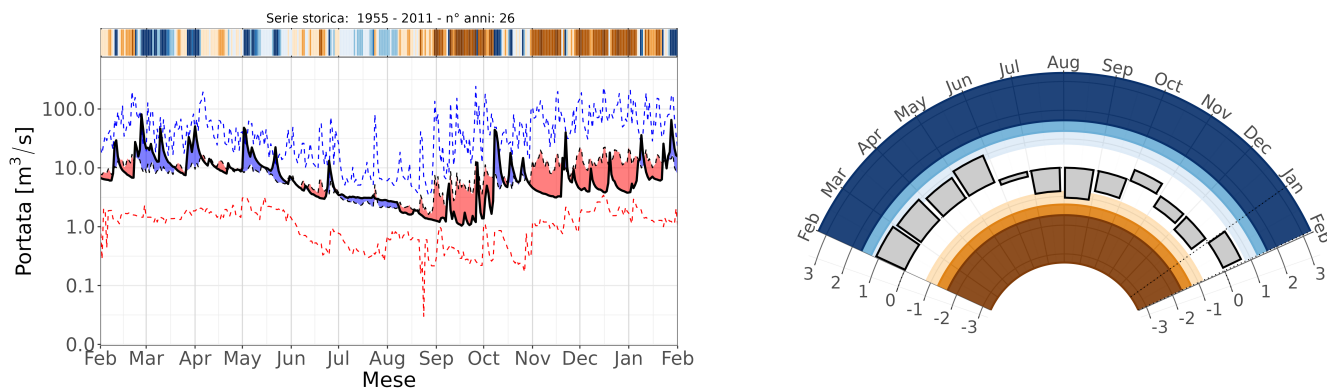 Serie storica:  1955 - 2011 - n° anni: 26
Portata [m³/s]
100.0
10.0
1.0
0.1
0.0
Feb Mar Apr May Jun Jul Aug Sep Oct Nov Dec Jan Feb
Mese
Feb Mar Apr May Jun Jul Aug Sep Oct Nov Dec Jan Feb
3 2 1 0 -1 -2 -3
-3 -2 -1 0 1 2 3